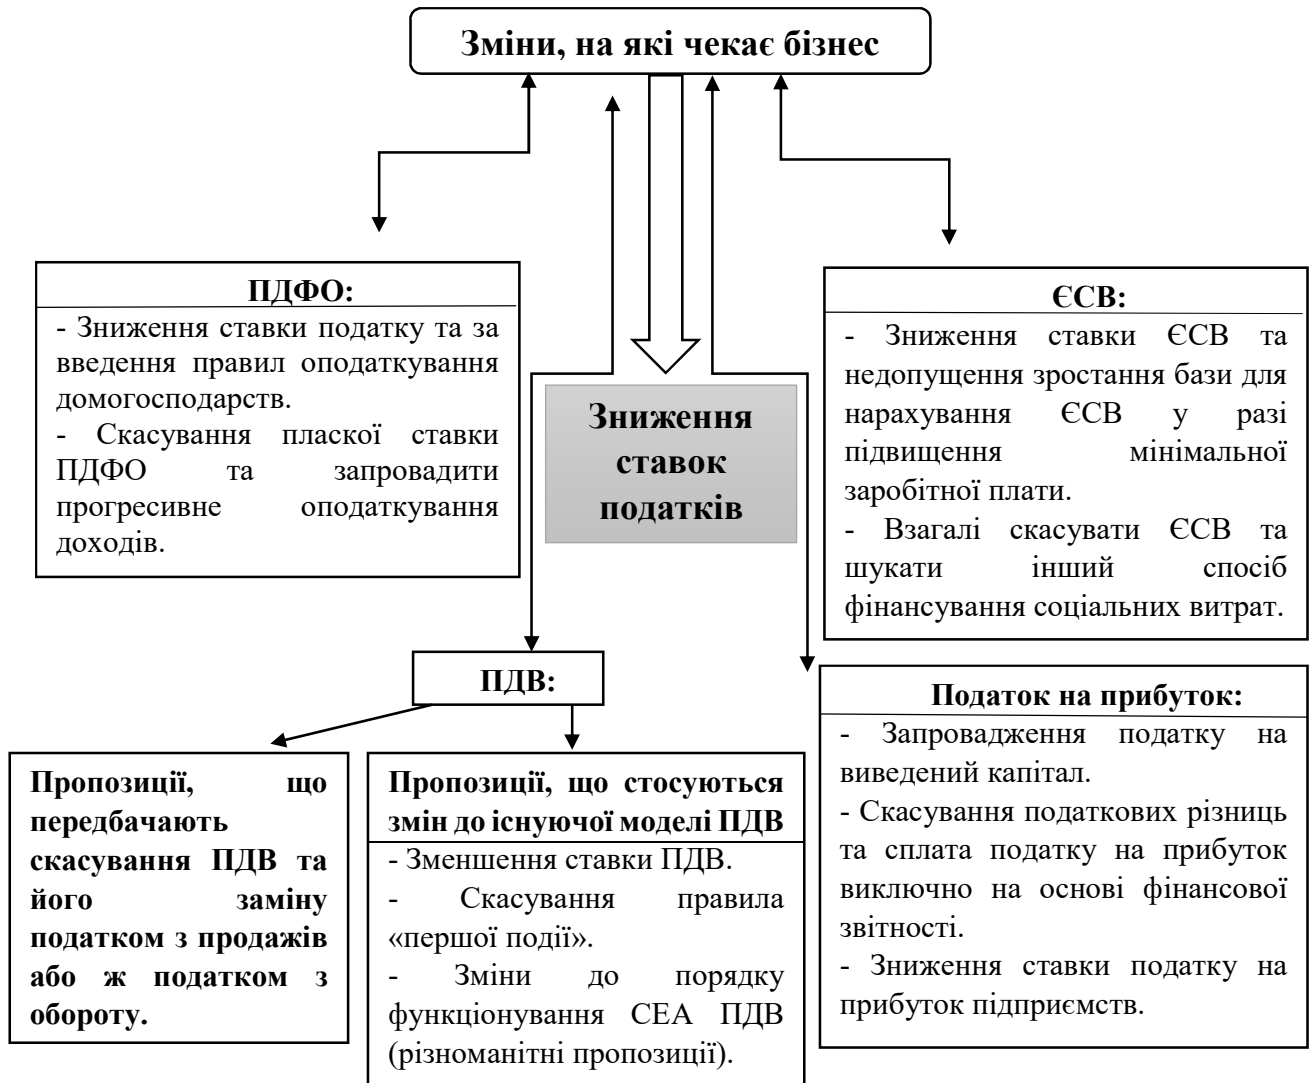 Зміни, на які чекає бізнес
ПДФО:
- Зниження ставки податку та за
введення правил оподаткування
домогосподарств.
- Скасування пласкої ставки
ПДФО та запровадити
прогресивне оподаткування
доходів.
Зниження
ставок
податків
ЄСВ:
- Зниження ставки ЄСВ та
недопущення зростання бази для
нарахування ЄСВ у разі
підвищення мінімальної
заробітної плати.
- Взагалі скасувати ЄСВ та
шукати інший спосіб
фінансування соціальних витрат.
ПДВ:
Пропозиції, що
передбачають
скасування ПДВ та
його заміну
податком з продажів
або ж податком з
обороту.
Пропозиції, що стосуються
змін до існуючої моделі ПДВ
- Зменшення ставки ПДВ.
- Скасування правила
«першої події».
- Зміни до порядку
функціонування СЕА ПДВ
(різноманітні пропозиції).
Податок на прибуток:
- Запровадження податку на
виведений капітал.
- Скасування податкових різниць
та сплата податку на прибуток
виключно на основі фінансової
звітності.
- Зниження ставки податку на
прибуток підприємств.